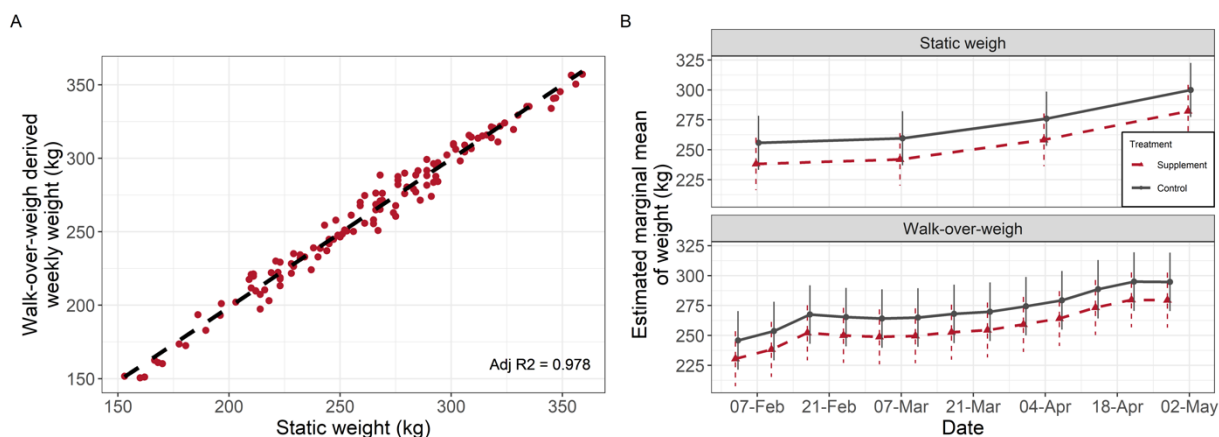 A
Walk-over-weigh derived
weekly weight (kg)
350
300
250
200
150
Adj R2 = 0.978
150
200
250
300
350
Static weight (kg)
B
Estimated marginal mean
of weight (kg)
Static weigh
325
300
275
250
225
Treatment
Supplement
Control
Walk-over-weigh
325
300
275
250
225
07-Feb
21-Feb
07-Mar
21-Mar
04-Apr
18-Apr
02-May
Date